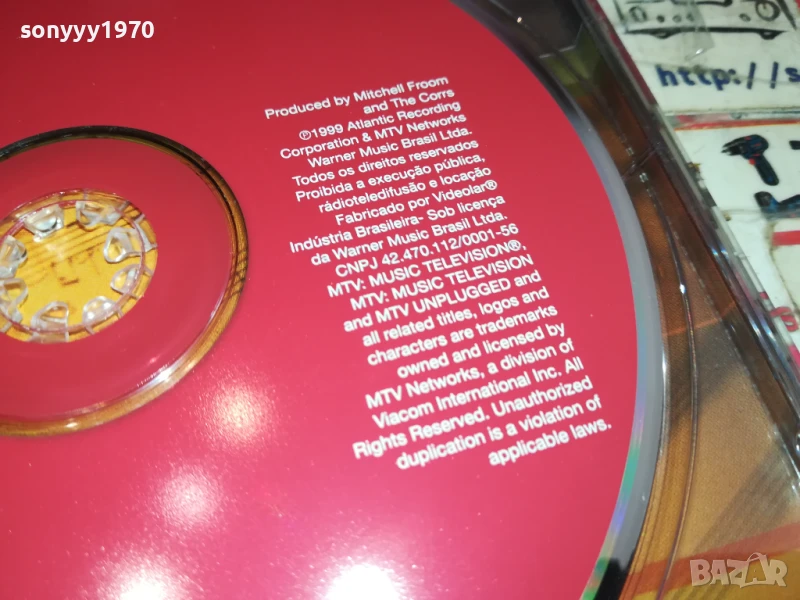 sonyyy1970
http://s
Produced by Mitchell Froom
and The Corrs
℗1999 Atlantic Recording
Corporation & MTV Networks
Warner Music Brasil Ltda.
Todos os direitos reservados
Proibida a execução pública,
rádioteledifusão e locação
Fabricado por Videolar®
Indústria Brasileira- Sob licença
da Warner Music Brasil Ltda.
CNPJ 42.470.112/0001-56
MTV: MUSIC TELEVISION®,
MTV: MUSIC TELEVISION
and MTV UNPLUGGED and
all related titles, logos and
characters are trademarks
owned and licensed by
MTV Networks, a division of
Viacom International Inc. All
Rights Reserved. Unauthorized
duplication is a violation of
applicable laws.
BAZAR